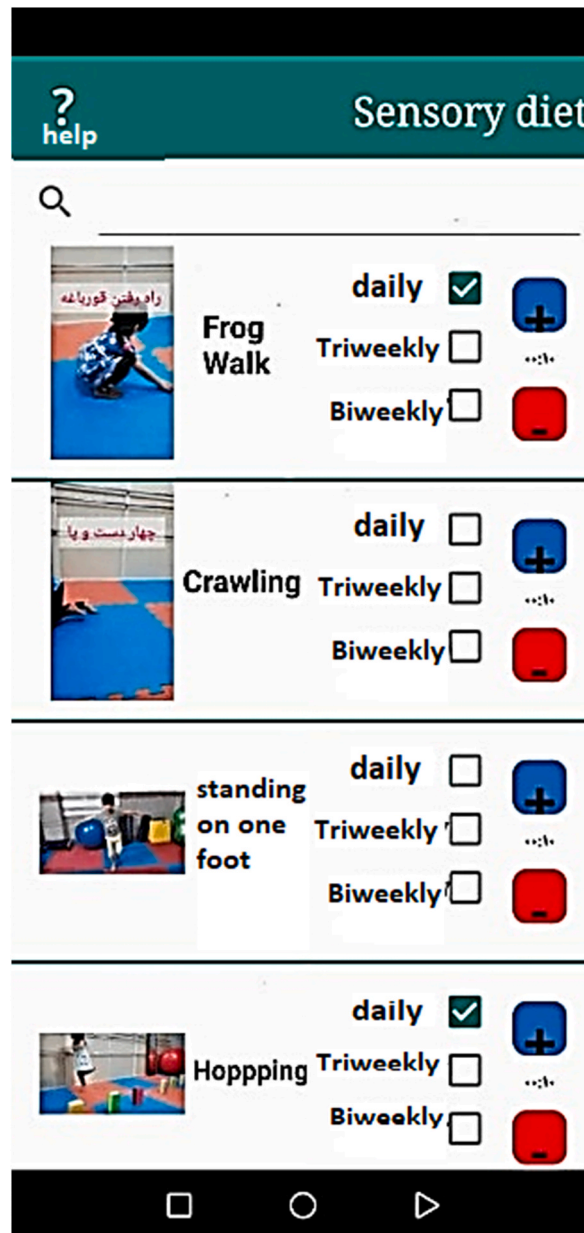 ?
help
Sensory diet
راه رفتن قورباغه
Frog
Walk
daily
Triweekly
Biweekly
+
-
چهار دست و پا
Crawling
daily
Triweekly
Biweekly
+
-
standing
on one
foot
daily
Triweekly
Biweekly
+
-
Hoppping
daily
Triweekly
Biweekly
+
-